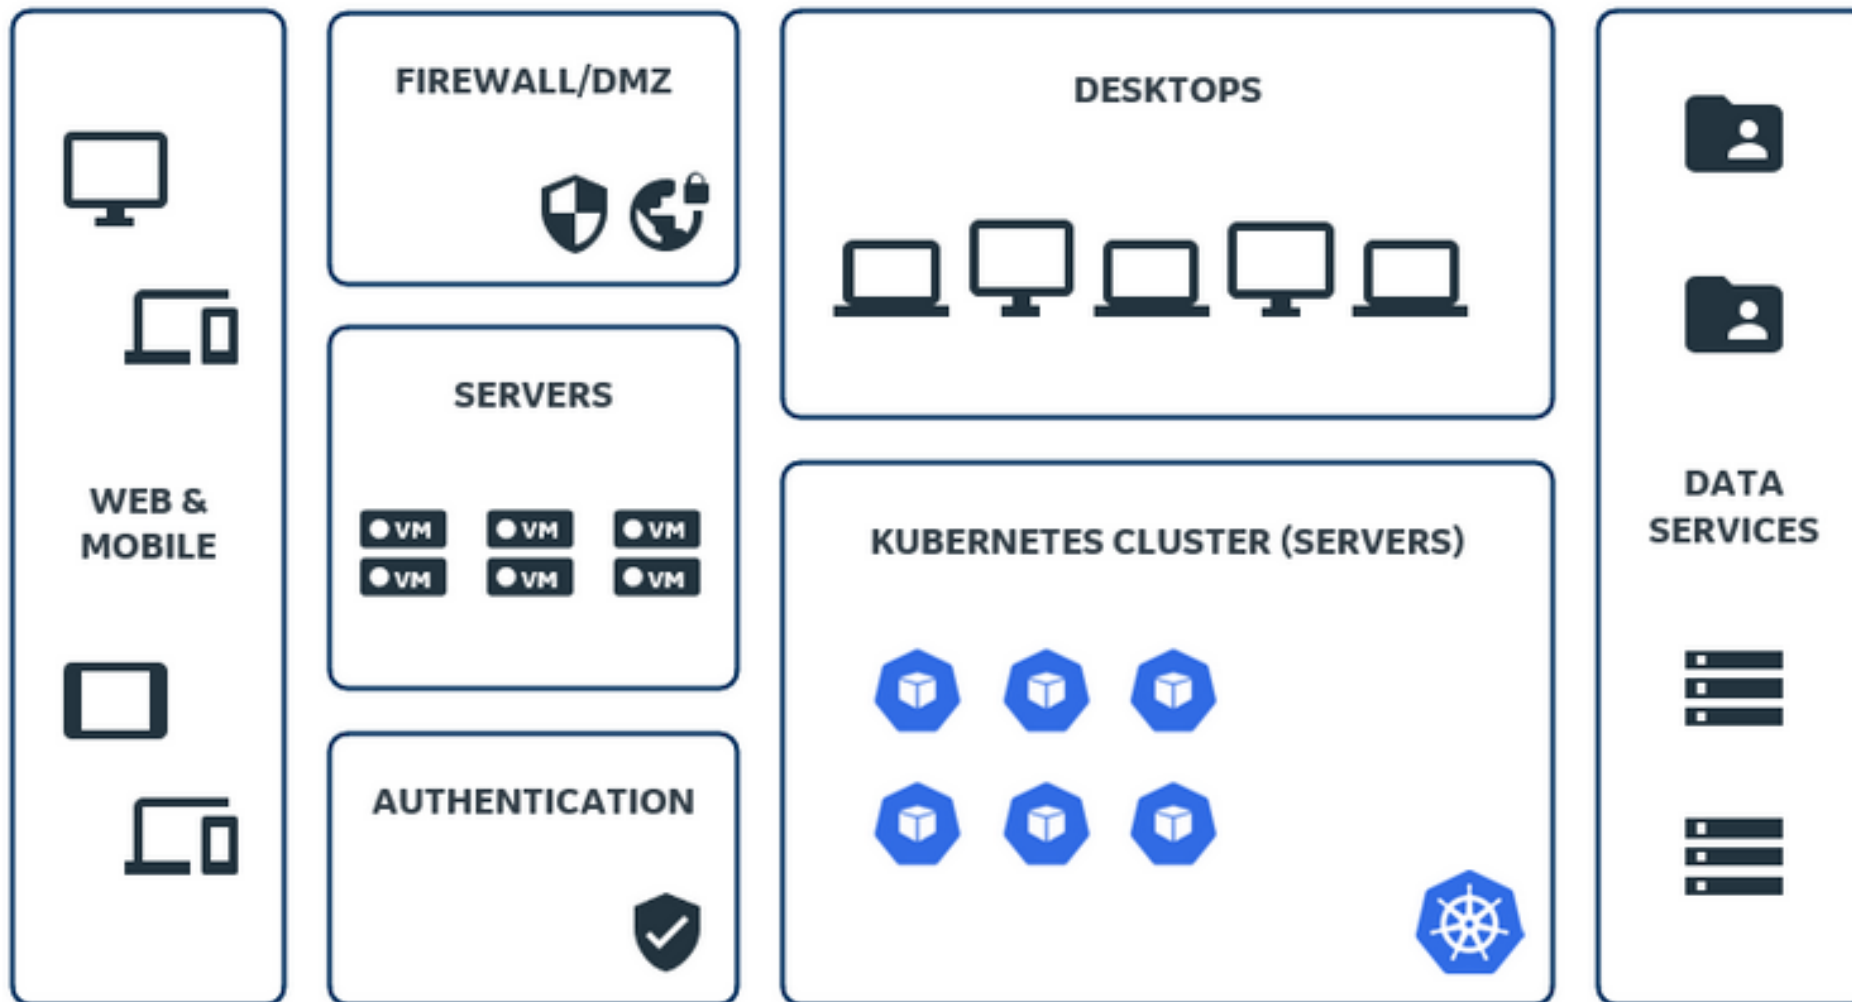 WEB &
MOBILE
FIREWALL/DMZ
SERVERS
VM VM VM
VM VM VM
AUTHENTICATION
DESKTOPS
KUBERNETES CLUSTER (SERVERS)
DATA
SERVICES